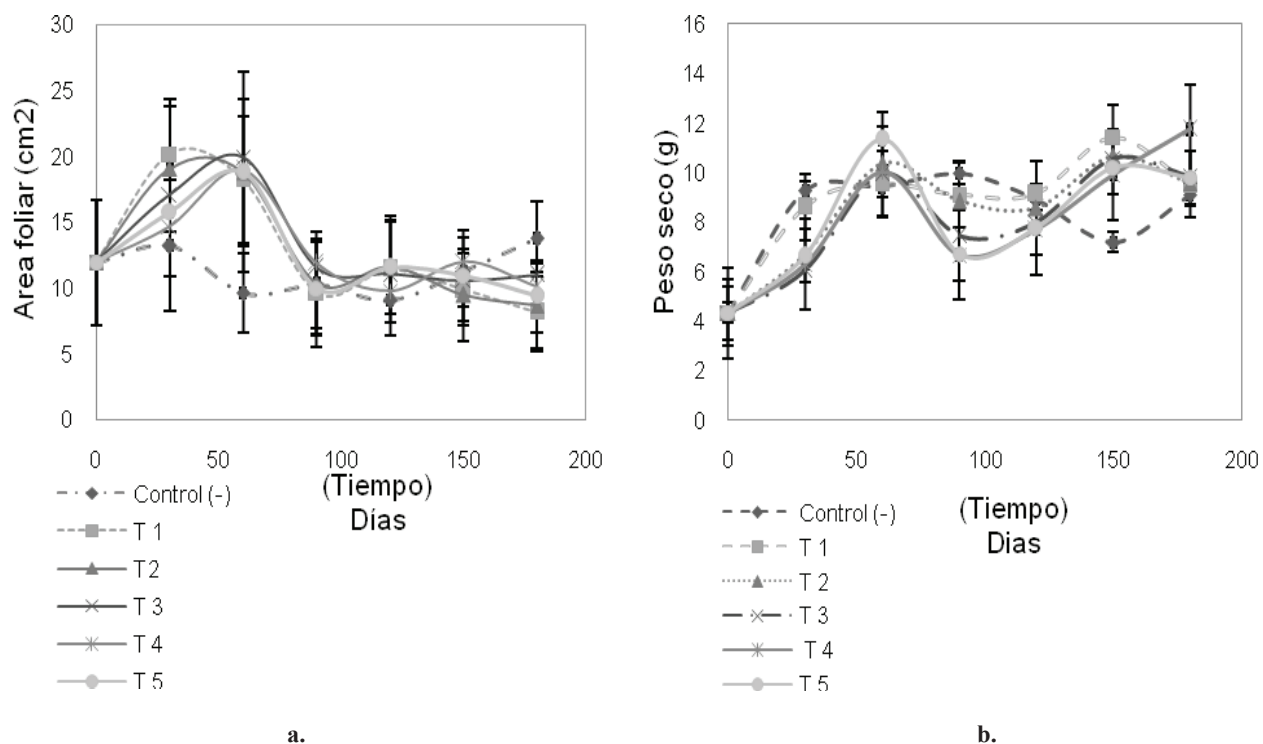 30
25
20
15
10
5
0
Area foliar (cm2)
0 50 100 150 200
(Tiempo)
Días
Control (-)
T 1
T 2
T 3
T 4
T 5
a.
16
14
12
10
8
6
4
2
0
Peso seco (g)
0 50 100 150 200
(Tiempo)
Dias
Control (-)
T 1
T 2
T 3
T 4
T 5
b.